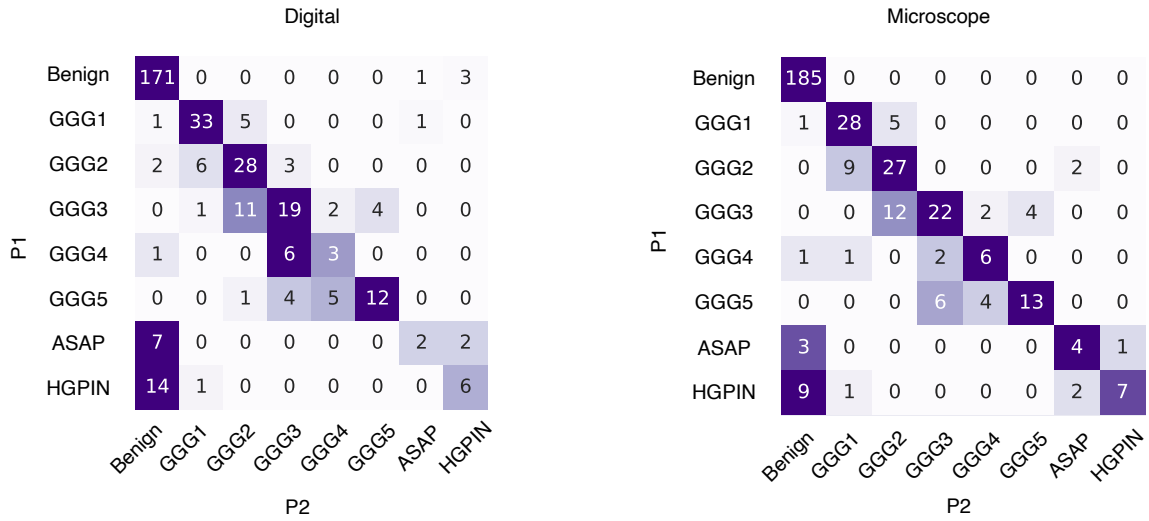 Digital
Benign 171 0 0 0 0 0 1 3
GGG1 1 33 5 0 0 0 1 0
GGG2 2 6 28 3 0 0 0 0
GGG3 0 1 11 19 2 4 0 0
GGG4 1 0 0 6 3 0 0 0
GGG5 0 0 1 4 5 12 0 0
ASAP 7 0 0 0 0 0 2 2
HGPIN 14 1 0 0 0 0 0 6
P1
Benign GGG1 GGG2 GGG3 GGG4 GGG5 ASAP HGPIN
P2
Microscope
Benign 185 0 0 0 0 0 0 0
GGG1 1 28 5 0 0 0 0 0
GGG2 0 9 27 0 0 0 2 0
GGG3 0 0 12 22 2 4 0 0
GGG4 1 1 0 2 6 0 0 0
GGG5 0 0 0 6 4 13 0 0
ASAP 3 0 0 0 0 0 4 1
HGPIN 9 1 0 0 0 0 2 7
P1
Benign GGG1 GGG2 GGG3 GGG4 GGG5 ASAP HGPIN
P2